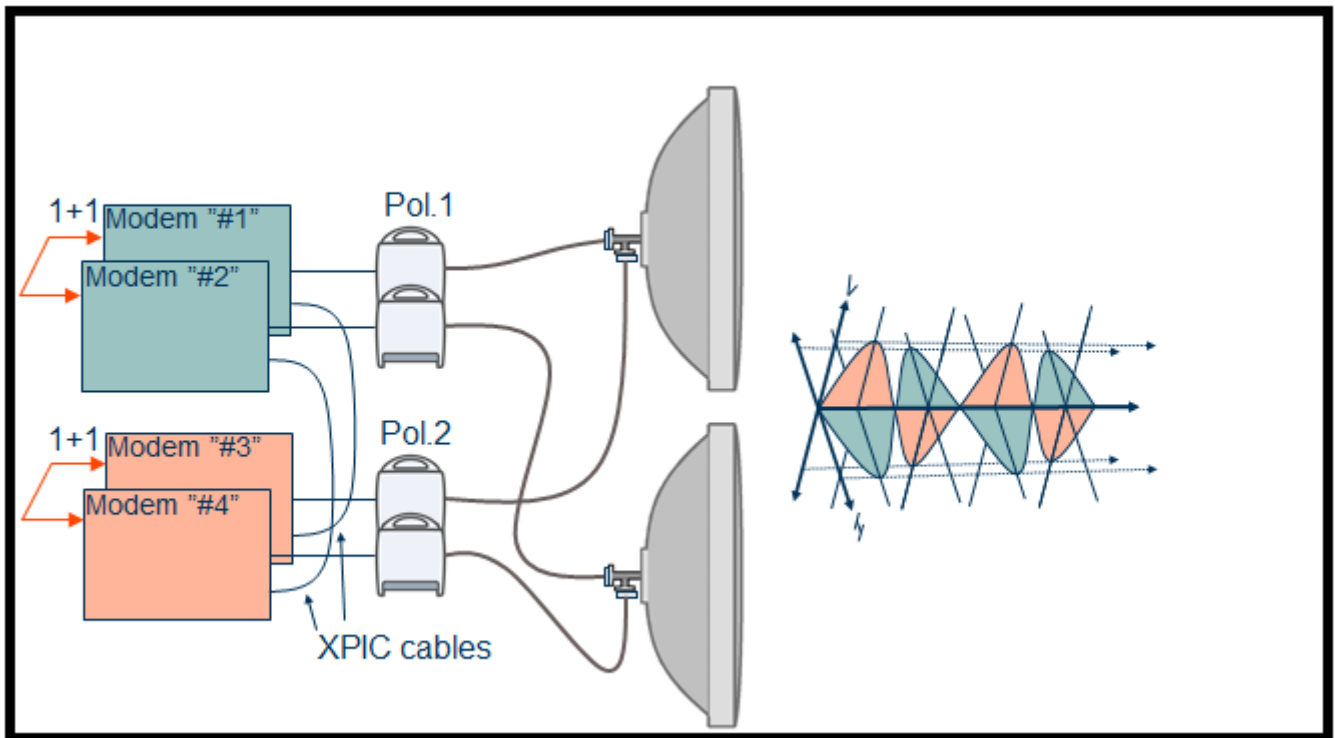 1+1
Modem ”#1”
Modem ”#2”
Pol.1
1+1
Modem ”#3”
Modem ”#4”
Pol.2
XPIC cables
V